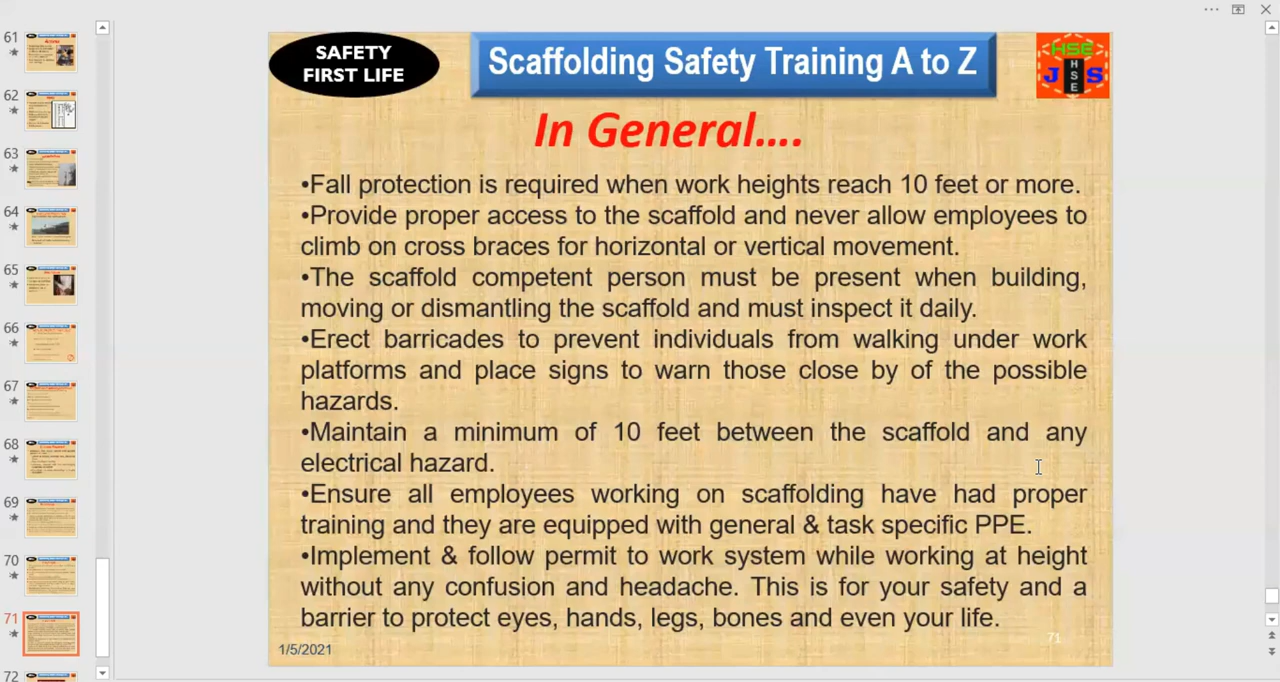 61
62
63
64
65
66
67
68
69
70
71
72
SAFETY
FIRST LIFE
Scaffolding Safety Training A to Z
HSE
J HSE S
In General....
•Fall protection is required when work heights reach 10 feet or more.
•Provide proper access to the scaffold and never allow employees to
climb on cross braces for horizontal or vertical movement.
•The scaffold competent person must be present when building,
moving or dismantling the scaffold and must inspect it daily.
•Erect barricades to prevent individuals from walking under work
platforms and place signs to warn those close by of the possible
hazards.
•Maintain a minimum of 10 feet between the scaffold and any
electrical hazard.
•Ensure all employees working on scaffolding have had proper
training and they are equipped with general & task specific PPE.
•Implement & follow permit to work system while working at height
without any confusion and headache. This is for your safety and a
barrier to protect eyes, hands, legs, bones and even your life.
71
1/5/2021